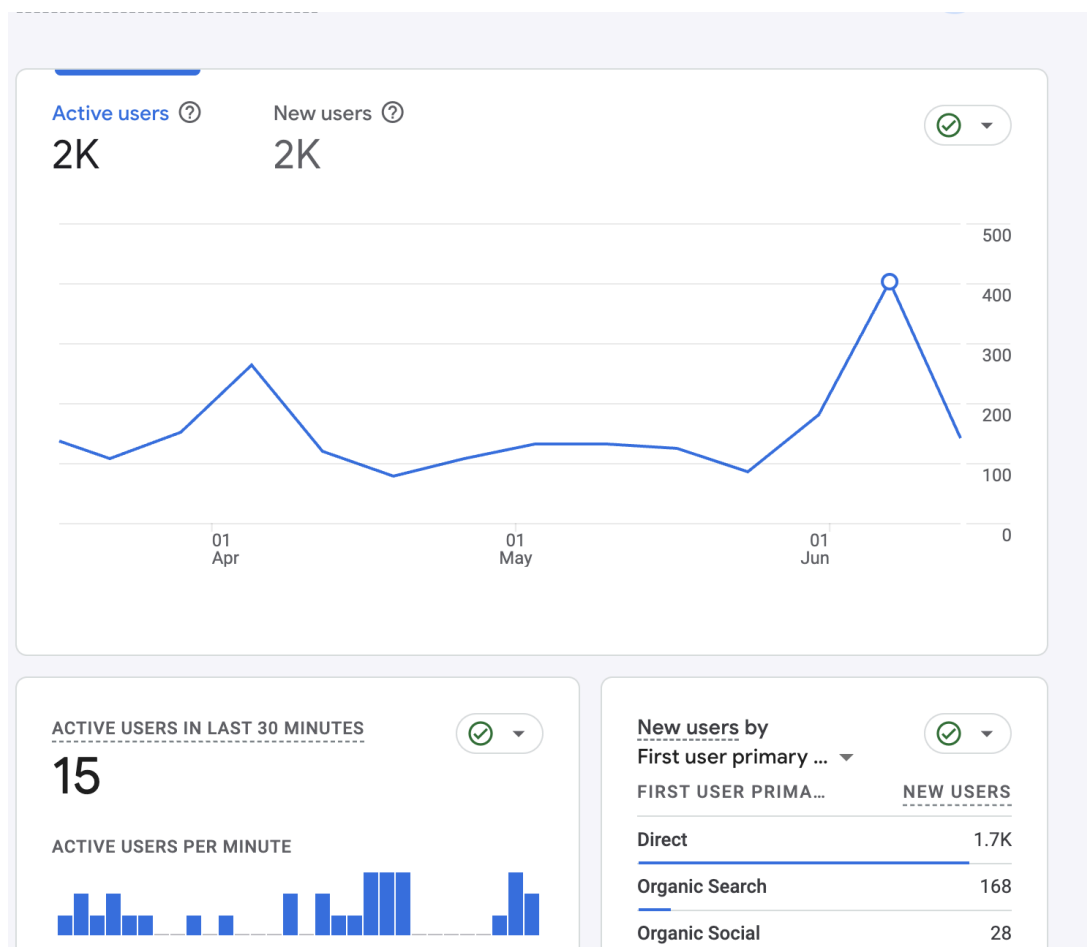 Active users
New users
2K
2K
500
400
300
200
100
0
01
Apr
01
May
01
Jun
ACTIVE USERS IN LAST 30 MINUTES
15
ACTIVE USERS PER MINUTE
New users by
First user primary ...
FIRST USER PRIMA...
NEW USERS
Direct
1.7K
Organic Search
168
Organic Social
28